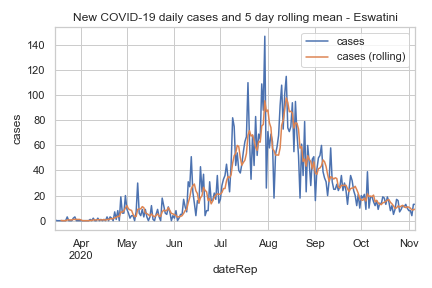 New COVID-19 daily cases and 5 day rolling mean - Eswatini
cases
cases (rolling)
140
120
100
80
60
40
20
0
cases
Apr May Jun Jul Aug Sep Oct Nov
2020
dateRep